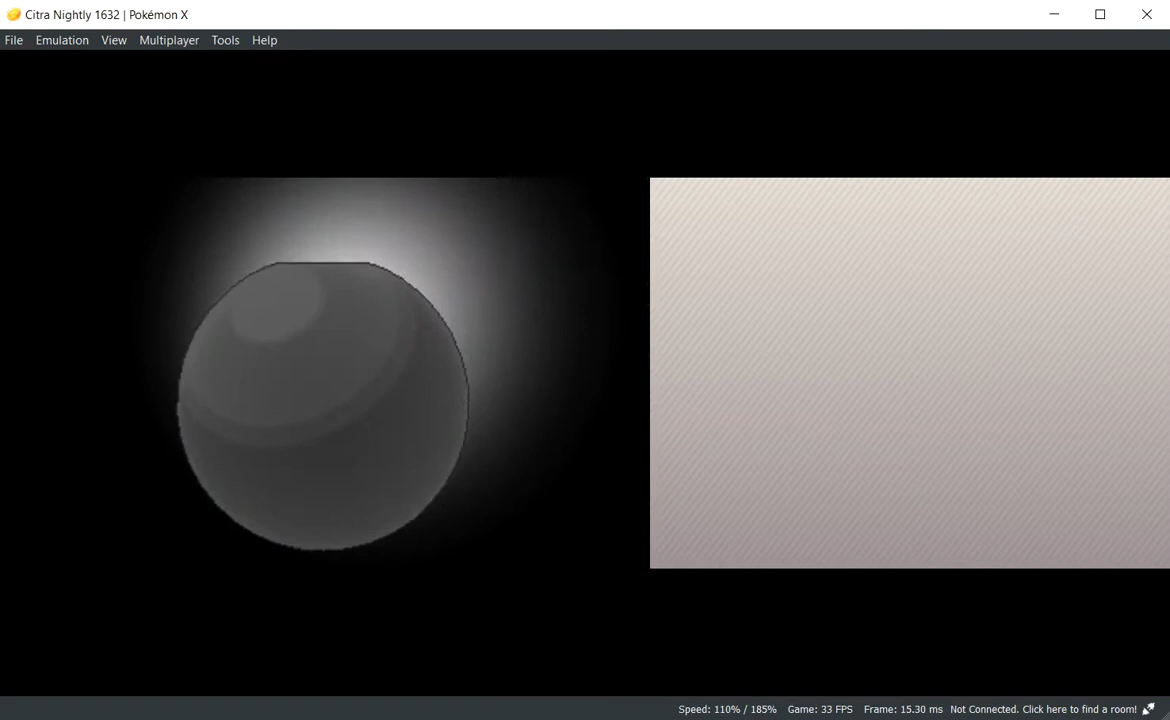 Citra Nightly 1632 | Pokémon X
File Emulation View Multiplayer Tools Help
Speed: 110% / 185% Game: 33 FPS Frame: 15.30 ms Not Connected. Click here to find a room!